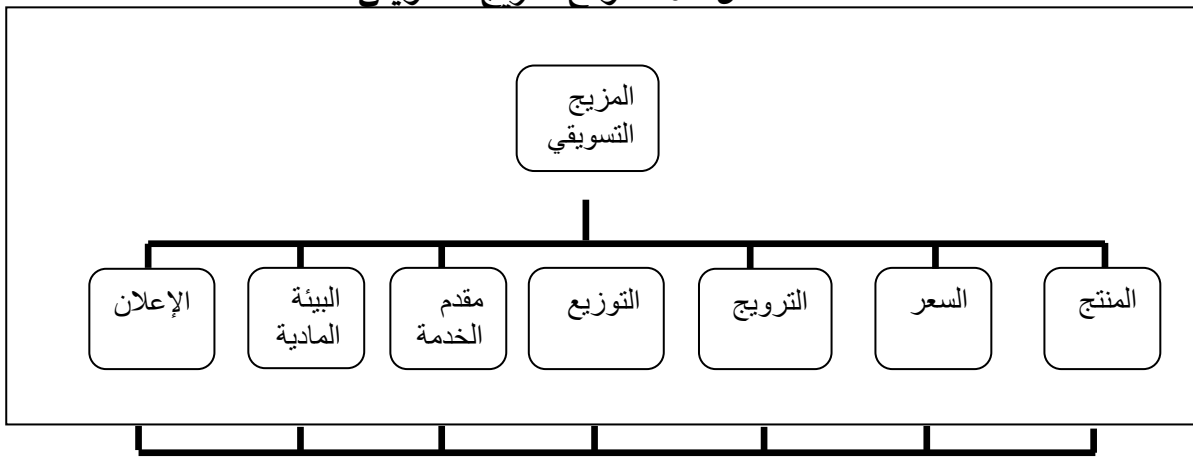 المزيج
التسويقي
المنتج
السعر
الترويج
التوزيع
مقدم
الخدمة
البيئة
المادية
الإعلان